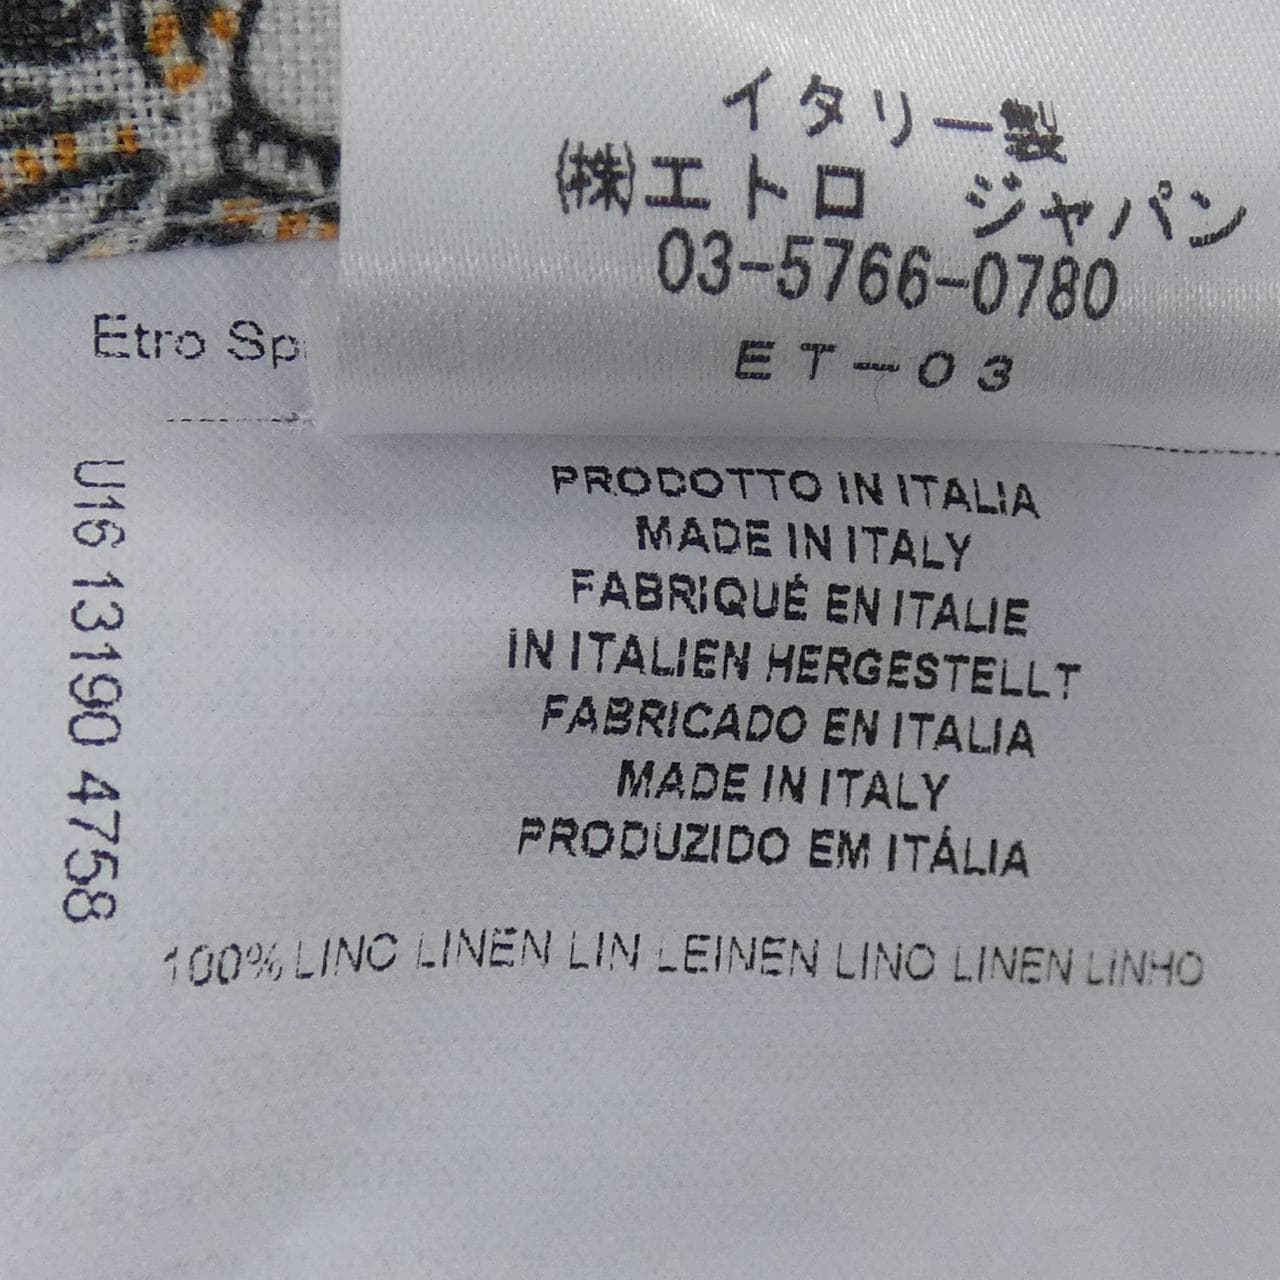 イタリー製
(株)エトロ ジャパン
03-5766-0780
ET-03
Etro
U16 13190 4758
PRODOTTO IN ITALIA
MADE IN ITALY
FABRIQUÉ EN ITALIE
IN ITALIEN HERGESTELLT
FABRICADO EN ITALIA
MADE IN ITALY
PRODUZIDO EM ITÁLIA
100% LINO LINEN LIN LEINEN LINO LINEN LINHO